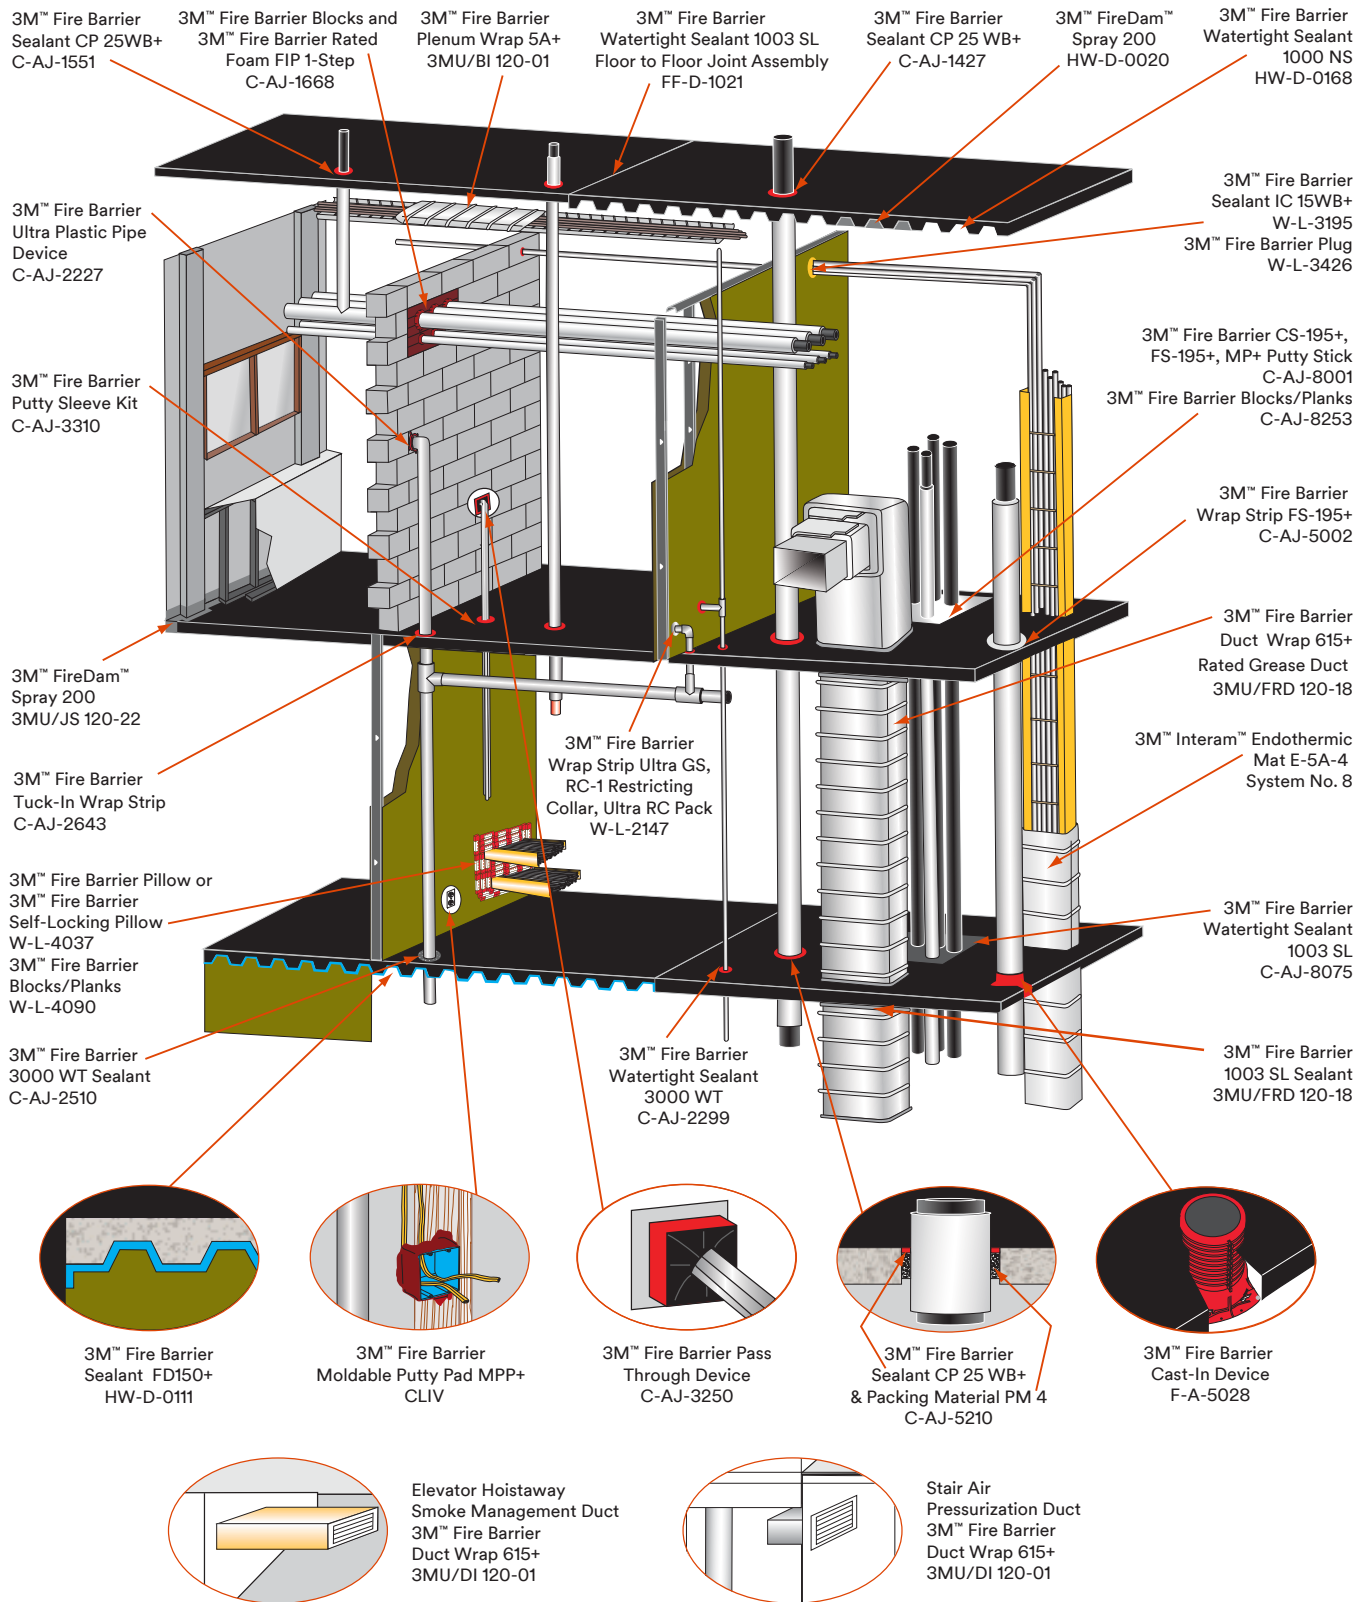 3M™ Fire Barrier
Sealant CP 25WB+
C-AJ-1551
3M™ Fire Barrier Blocks and
3M™ Fire Barrier Rated
Foam FIP 1-Step
C-AJ-1668
3M™ Fire Barrier
Plenum Wrap 5A+
3MU/BI 120-01
3M™ Fire Barrier
Watertight Sealant 1003 SL
Floor to Floor Joint Assembly
FF-D-1021
3M™ Fire Barrier
Sealant CP 25 WB+
C-AJ-1427
3M™ FireDam™
Spray 200
HW-D-0020
3M™ Fire Barrier
Watertight Sealant
1000 NS
HW-D-0168
3M™ Fire Barrier
Sealant IC 15WB+
W-L-3195
3M™ Fire Barrier Plug
W-L-3426
3M™ Fire Barrier
Ultra Plastic Pipe
Device
C-AJ-2227
3M™ Fire Barrier CS-195+,
FS-195+, MP+ Putty Stick
C-AJ-8001
3M™ Fire Barrier Blocks/Planks
C-AJ-8253
3M™ Fire Barrier
Putty Sleeve Kit
C-AJ-3310
3M™ Fire Barrier
Wrap Strip FS-195+
C-AJ-5002
3M™ Fire Barrier
Duct Wrap 615+
Rated Grease Duct
3MU/FRD 120-18
3M™ FireDam™
Spray 200
3MU/JS 120-22
3M™ Interam™ Endothermic
Mat E-5A-4
System No. 8
3M™ Fire Barrier
Wrap Strip Ultra GS,
RC-1 Restricting
Collar, Ultra RC Pack
W-L-2147
3M™ Fire Barrier
Tuck-In Wrap Strip
C-AJ-2643
3M™ Fire Barrier Pillow or
3M™ Fire Barrier
Self-Locking Pillow
W-L-4037
3M™ Fire Barrier
Blocks/Planks
W-L-4090
3M™ Fire Barrier
Watertight Sealant
1003 SL
C-AJ-8075
3M™ Fire Barrier
3000 WT Sealant
C-AJ-2510
3M™ Fire Barrier
Watertight Sealant
3000 WT
C-AJ-2299
3M™ Fire Barrier
1003 SL Sealant
3MU/FRD 120-18
3M™ Fire Barrier
Sealant FD150+
HW-D-0111
3M™ Fire Barrier
Moldable Putty Pad MPP+
CLIV
3M™ Fire Barrier Pass
Through Device
C-AJ-3250
3M™ Fire Barrier
Sealant CP 25 WB+
& Packing Material PM 4
C-AJ-5210
3M™ Fire Barrier
Cast-In Device
F-A-5028
Elevator Hoistaway
Smoke Management Duct
3M™ Fire Barrier
Duct Wrap 615+
3MU/DI 120-01
Stair Air
Pressurization Duct
3M™ Fire Barrier
Duct Wrap 615+
3MU/DI 120-01